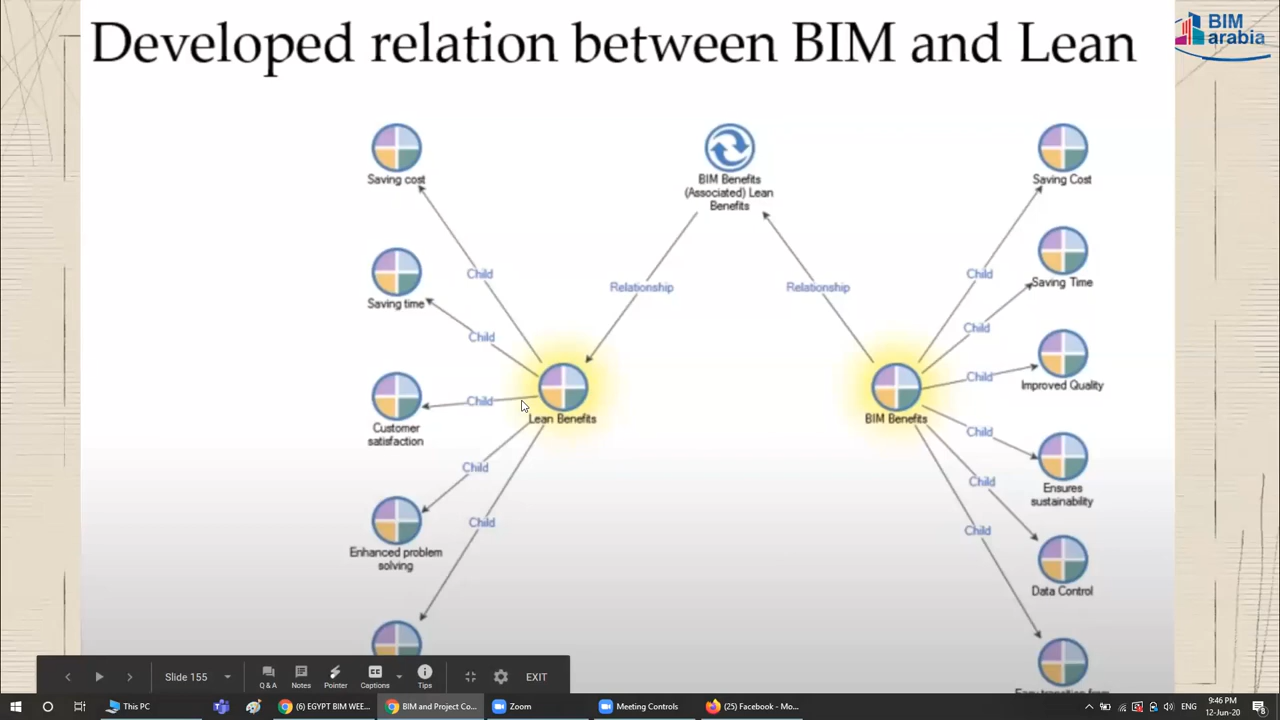 Developed relation between BIM and Lean
BIM
arabia
Saving cost
BIM Benefits
(Associated) Lean
Benefits
Saving Cost
Child
Saving time
Relationship
Relationship
Child
Saving Time
Child
Child
Child
Improved Quality
Child
Customer
satisfaction
Lean Benefits
BIM Benefits
Child
Ensures
sustainability
Child
Child
Enhanced problem
solving
Child
Child
Data Control
Slide 155
Q & A
Notes
Pointer
Captions
Tips
EXIT
This PC
(6) EGYPT BIM WEE...
BIM and Project Co...
Zoom
Meeting Controls
(25) Facebook - Mo...
ENG
9:46 PM
12-Jun-20